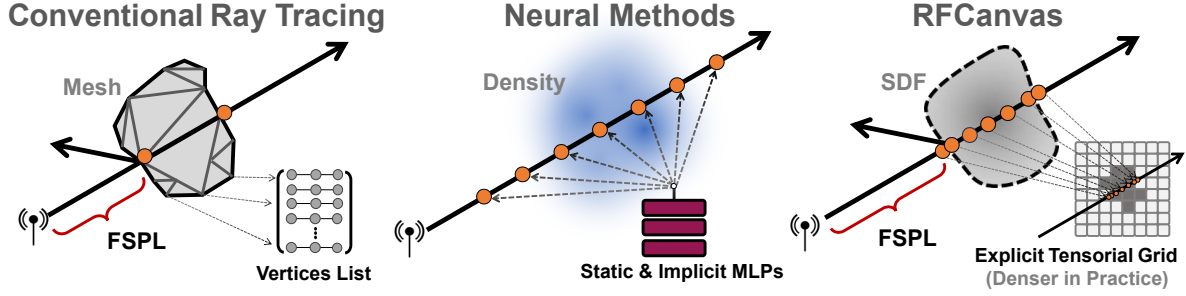 Conventional Ray Tracing
Mesh
FSPL
Vertices List
Neural Methods
Density
Static & Implicit MLPs
RFCanvas
SDF
FSPL
Explicit Tensorial Grid
(Denser in Practice)